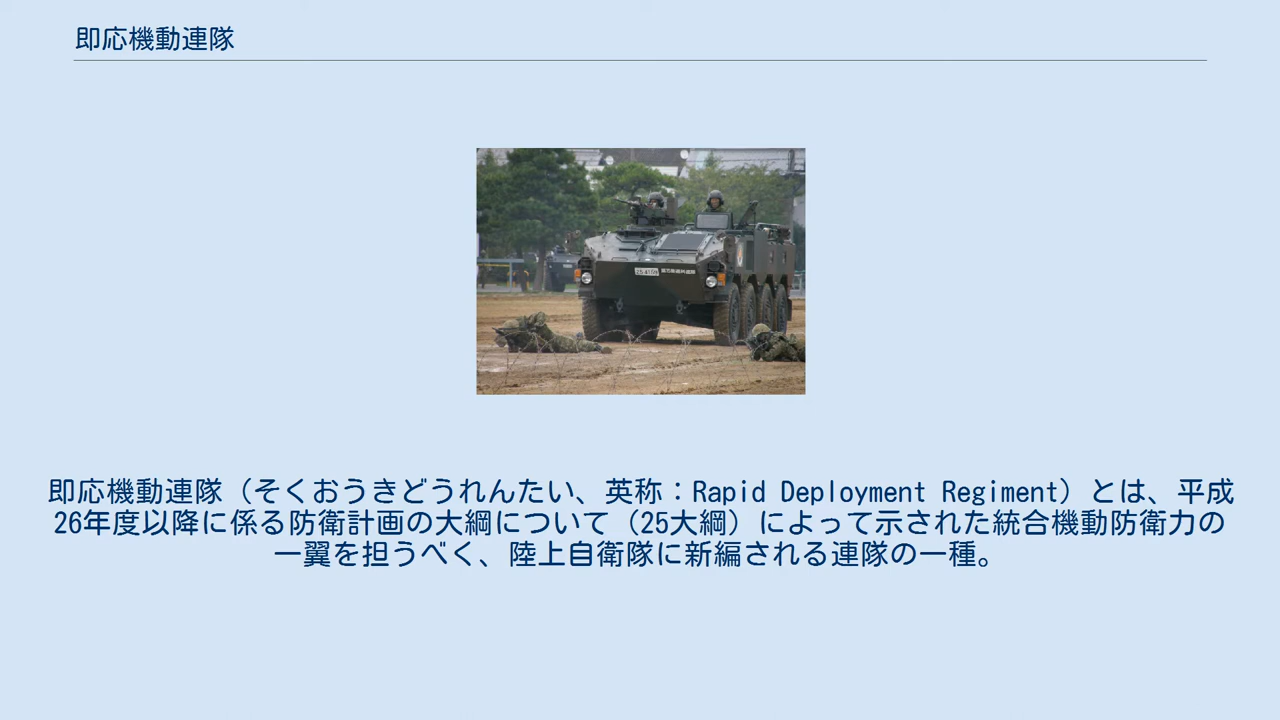 即応機動連隊
即応機動連隊（そくおうきどうれんたい、英称：Rapid Deployment Regiment）とは、平成
26年度以降に係る防衛計画の大綱について（25大綱）によって示された統合機動防衛力の
一翼を担うべく、陸上自衛隊に新編される連隊の一種。